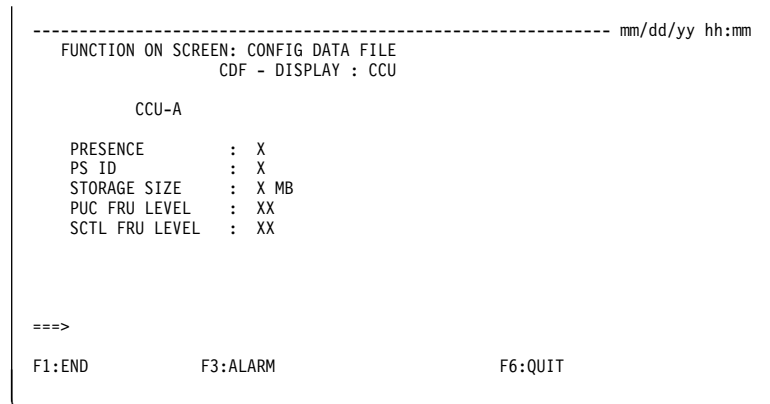 --------------------------------------------------------------- mm/dd/yy hh:mm
FUNCTION ON SCREEN: CONFIG DATA FILE
CDF - DISPLAY : CCU
CCU-A
PRESENCE : X
PS ID : X
STORAGE SIZE : X MB
PUC FRU LEVEL : XX
SCTL FRU LEVEL : XX
===>
F1:END F3:ALARM F6:QUIT